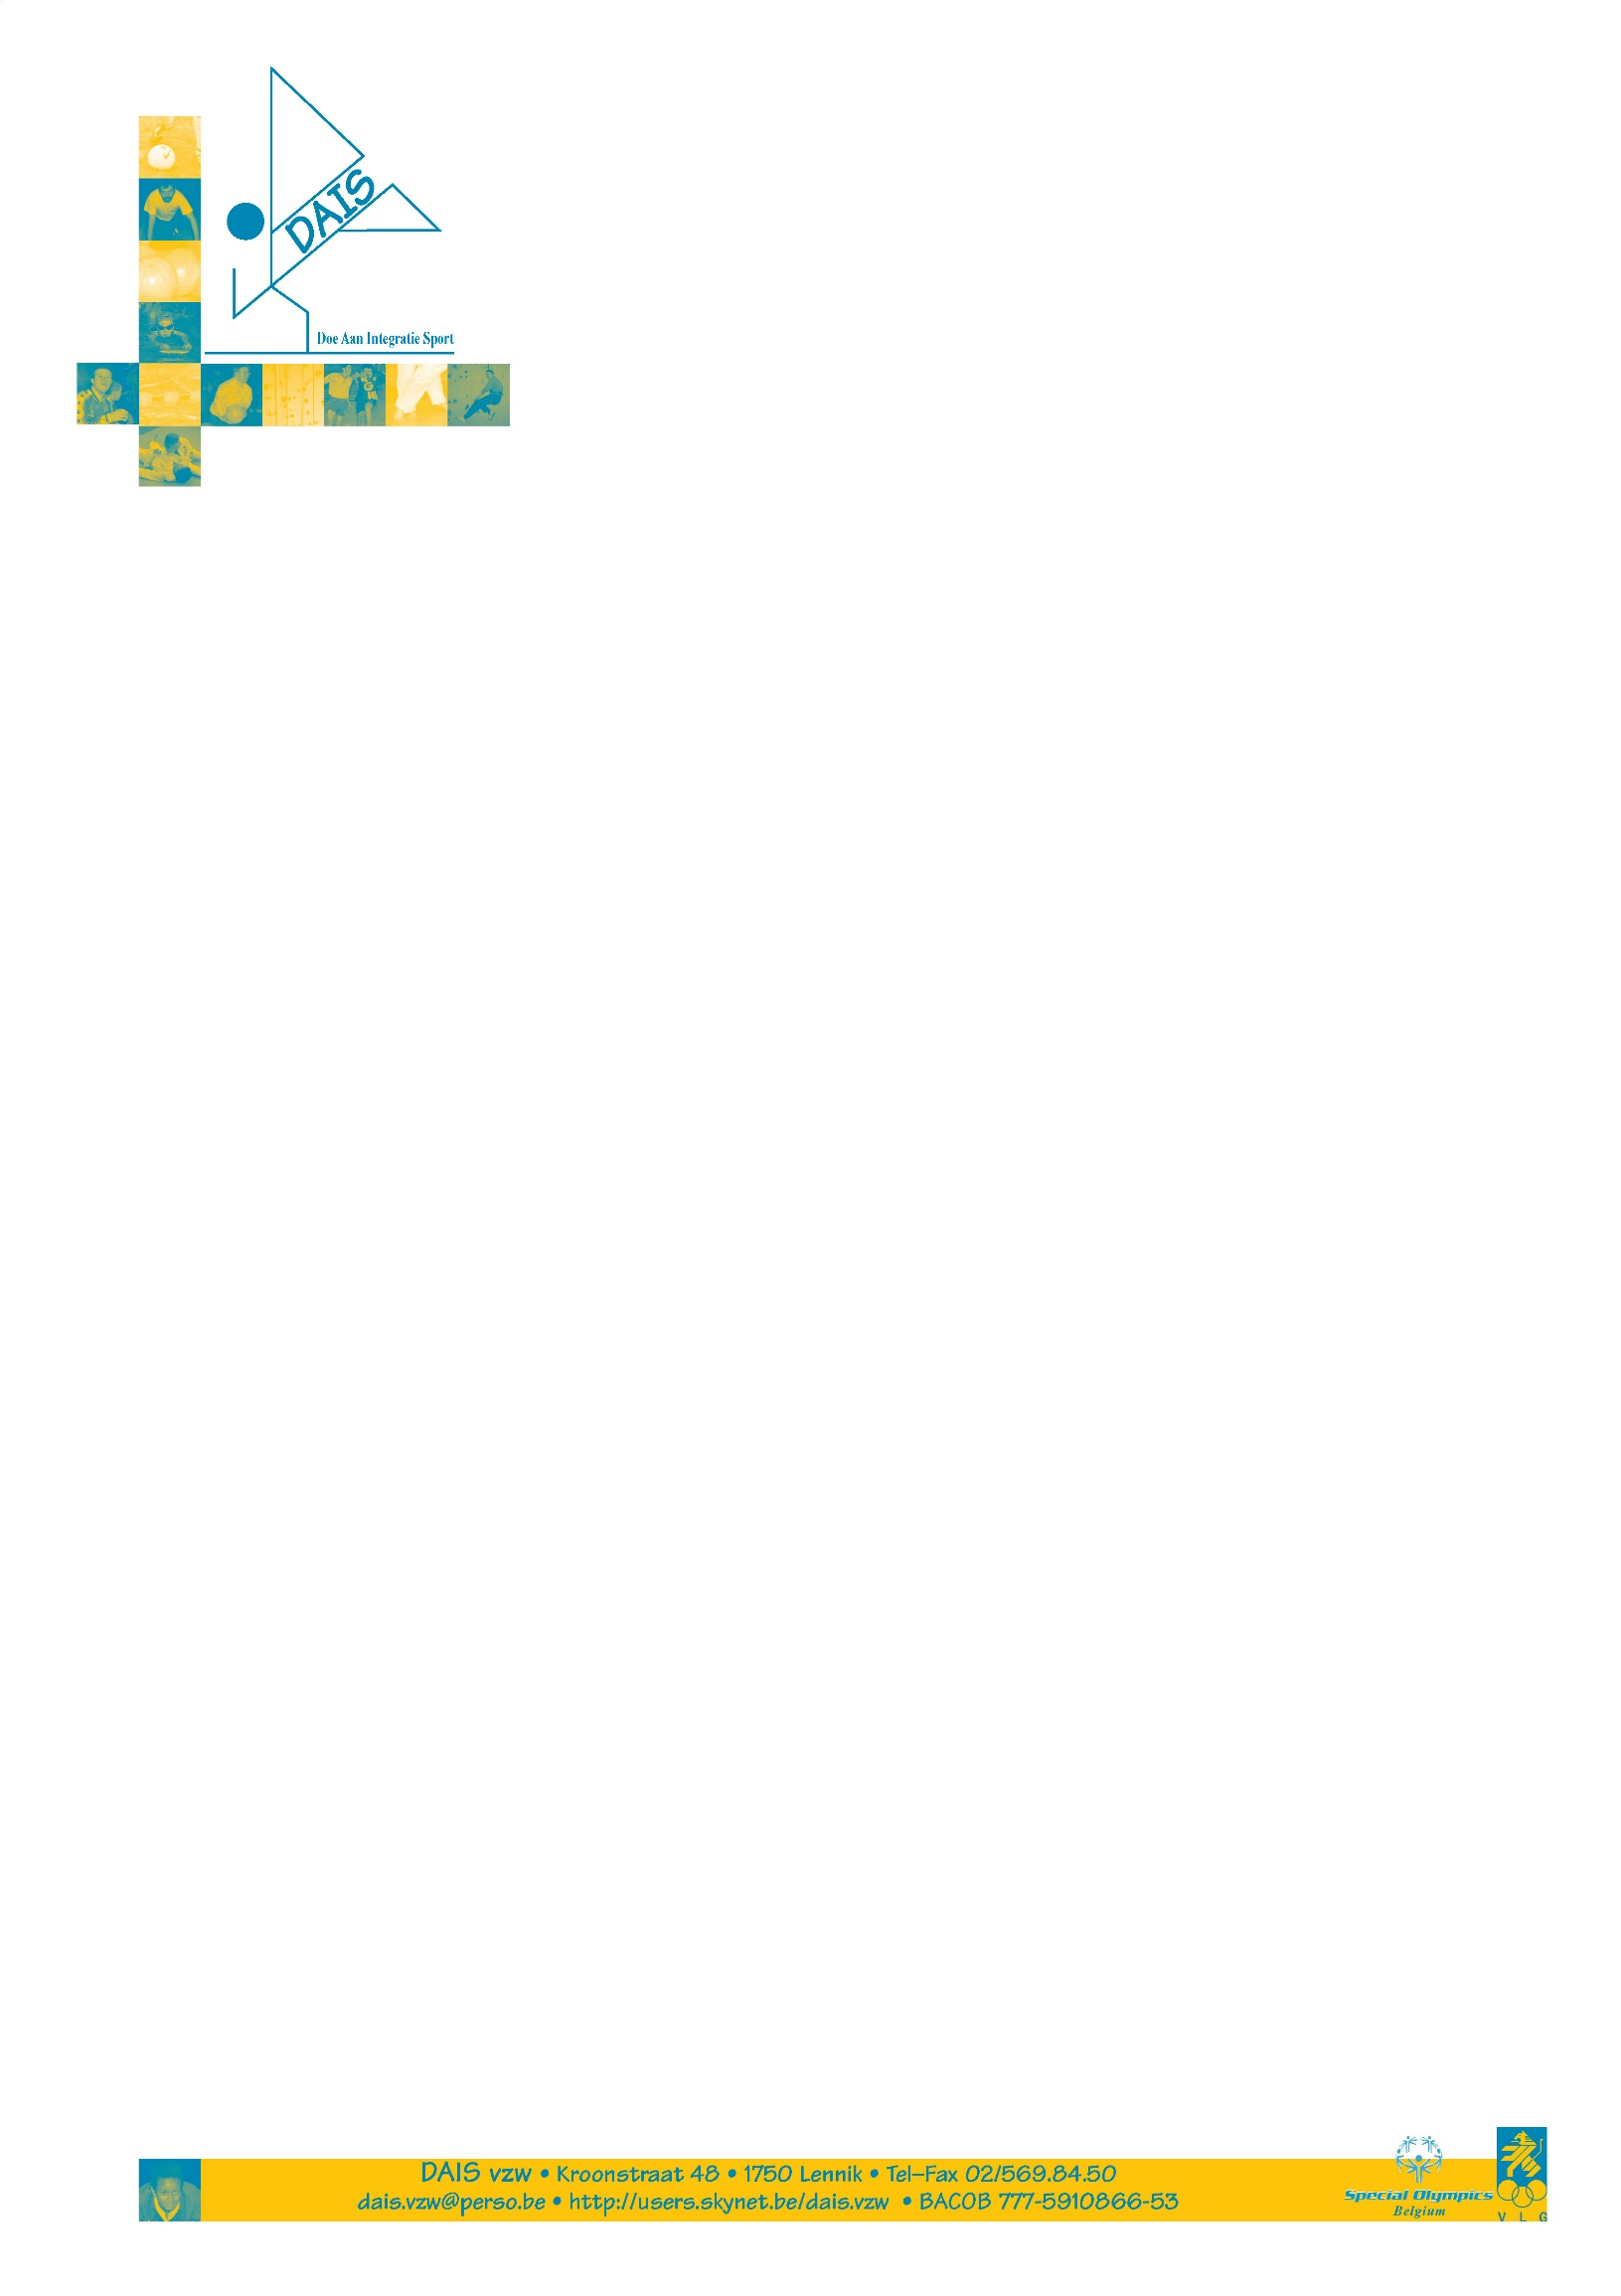 DAIS
Doe Aan Integratie Sport
DAIS vzw • Kroonstraat 48 • 1750 Lennik • Tel–Fax 02/569.84.50
dais.vzw@perso.be • http://users.skynet.be/dais.vzw • BACOB 777-5910866-53
Special Olympics
Belgium
V L G